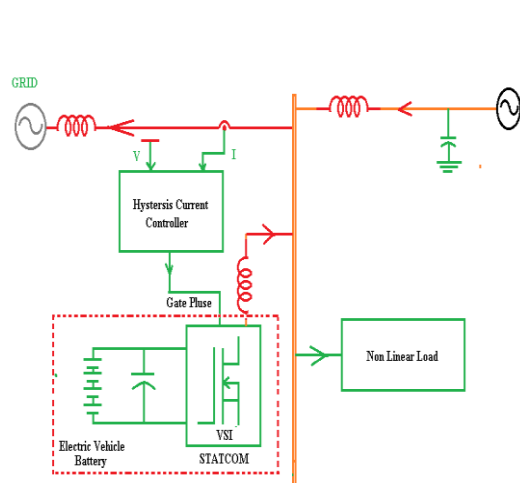 GRID
V
I
Hystersis Current
Controller
Gate Pluse
Non Linear Load
VSI
Electric Vehicle
Battery
STATCOM